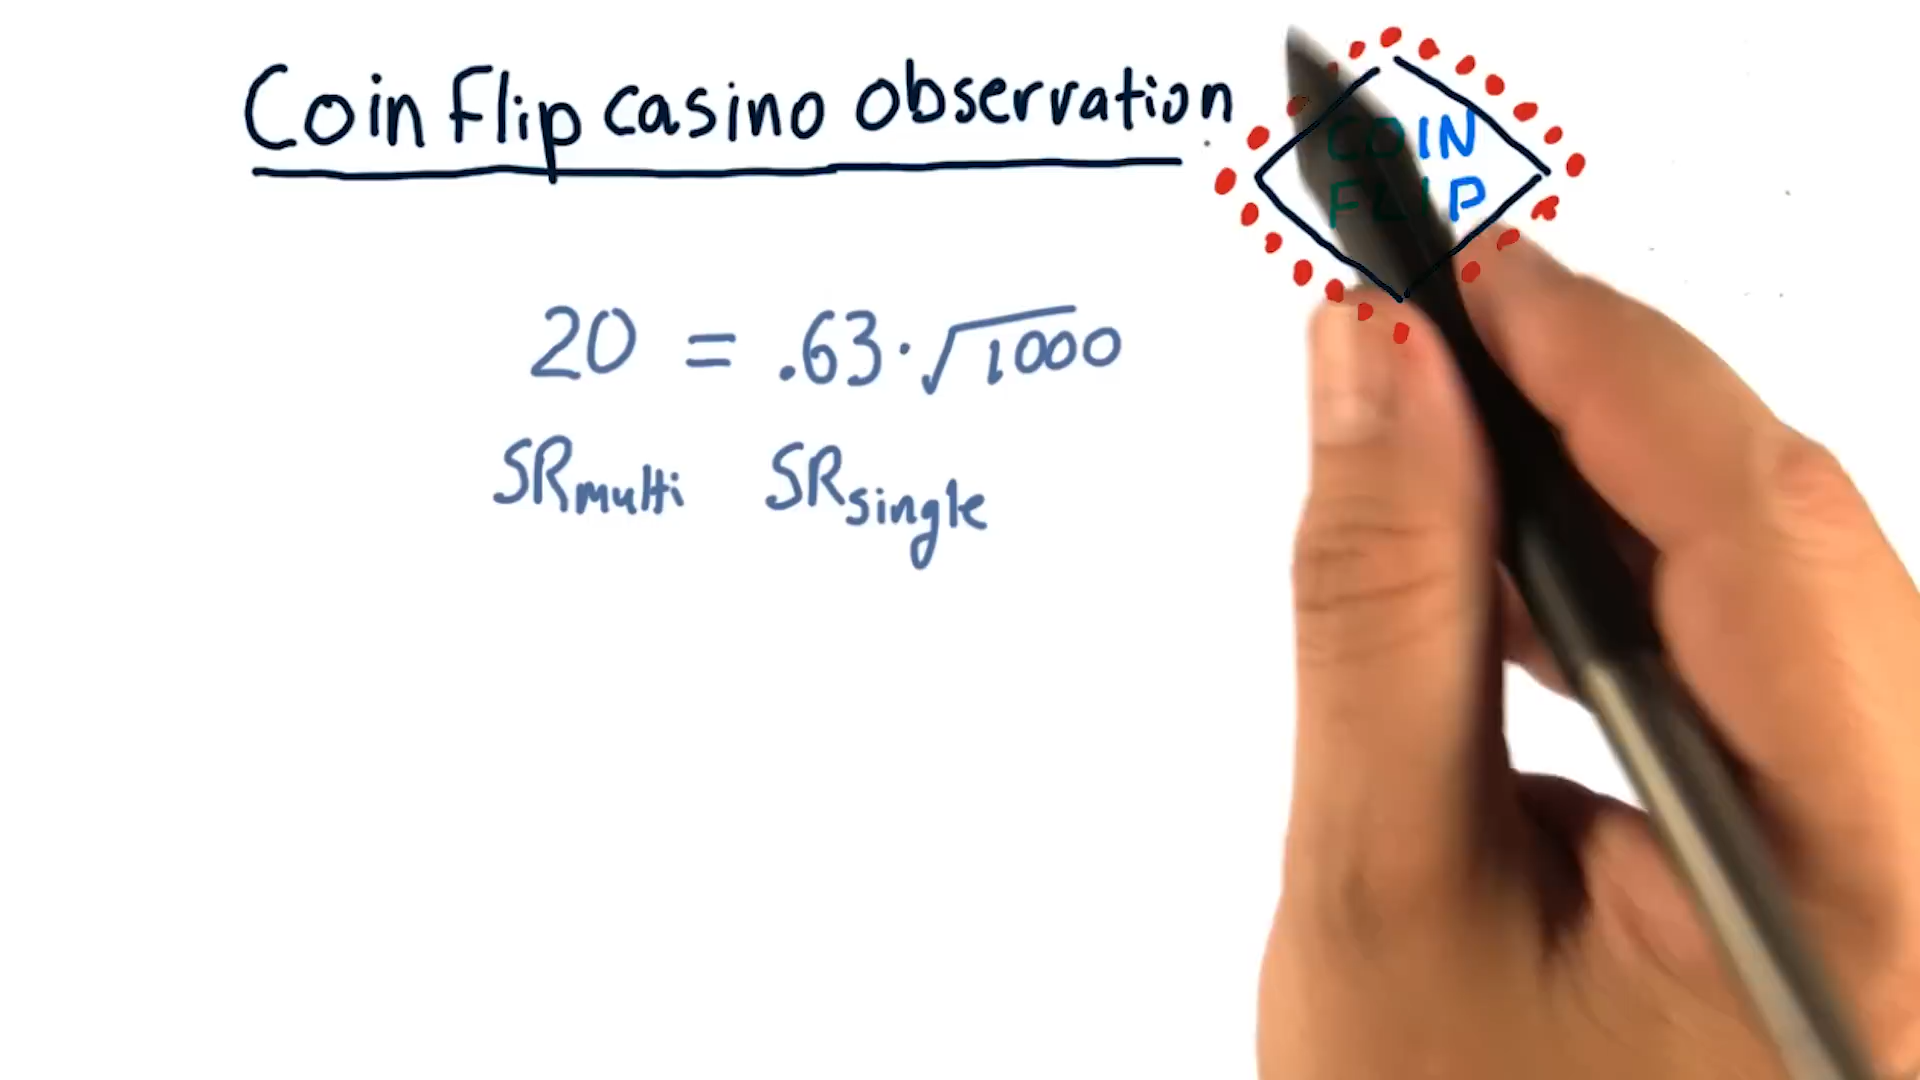 Coin Flip casino observation
COIN
FLIP
20 = .63 · √1000
SRmulti SRsingle